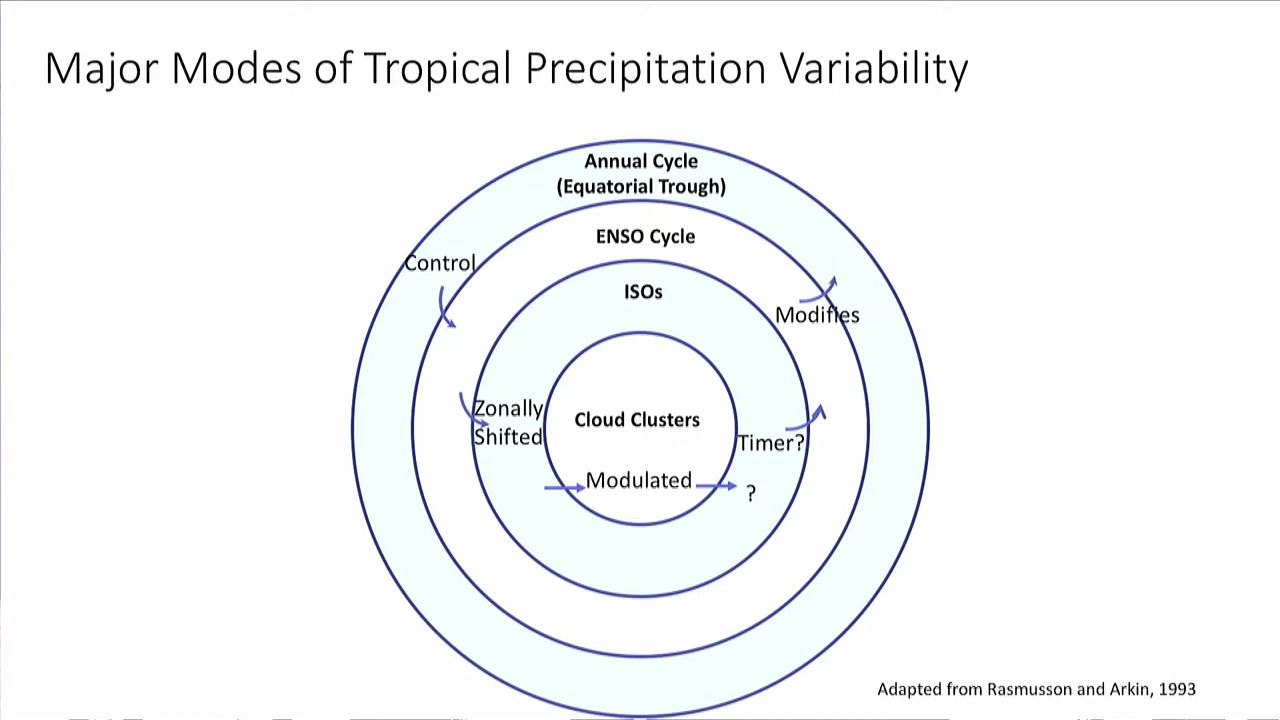 Major Modes of Tropical Precipitation Variability
Annual Cycle
(Equatorial Trough)
ENSO Cycle
Control
ISOs
Modifies
Zonally
Shifted
Cloud Clusters
Timer?
Modulated
?
Adapted from Rasmusson and Arkin, 1993